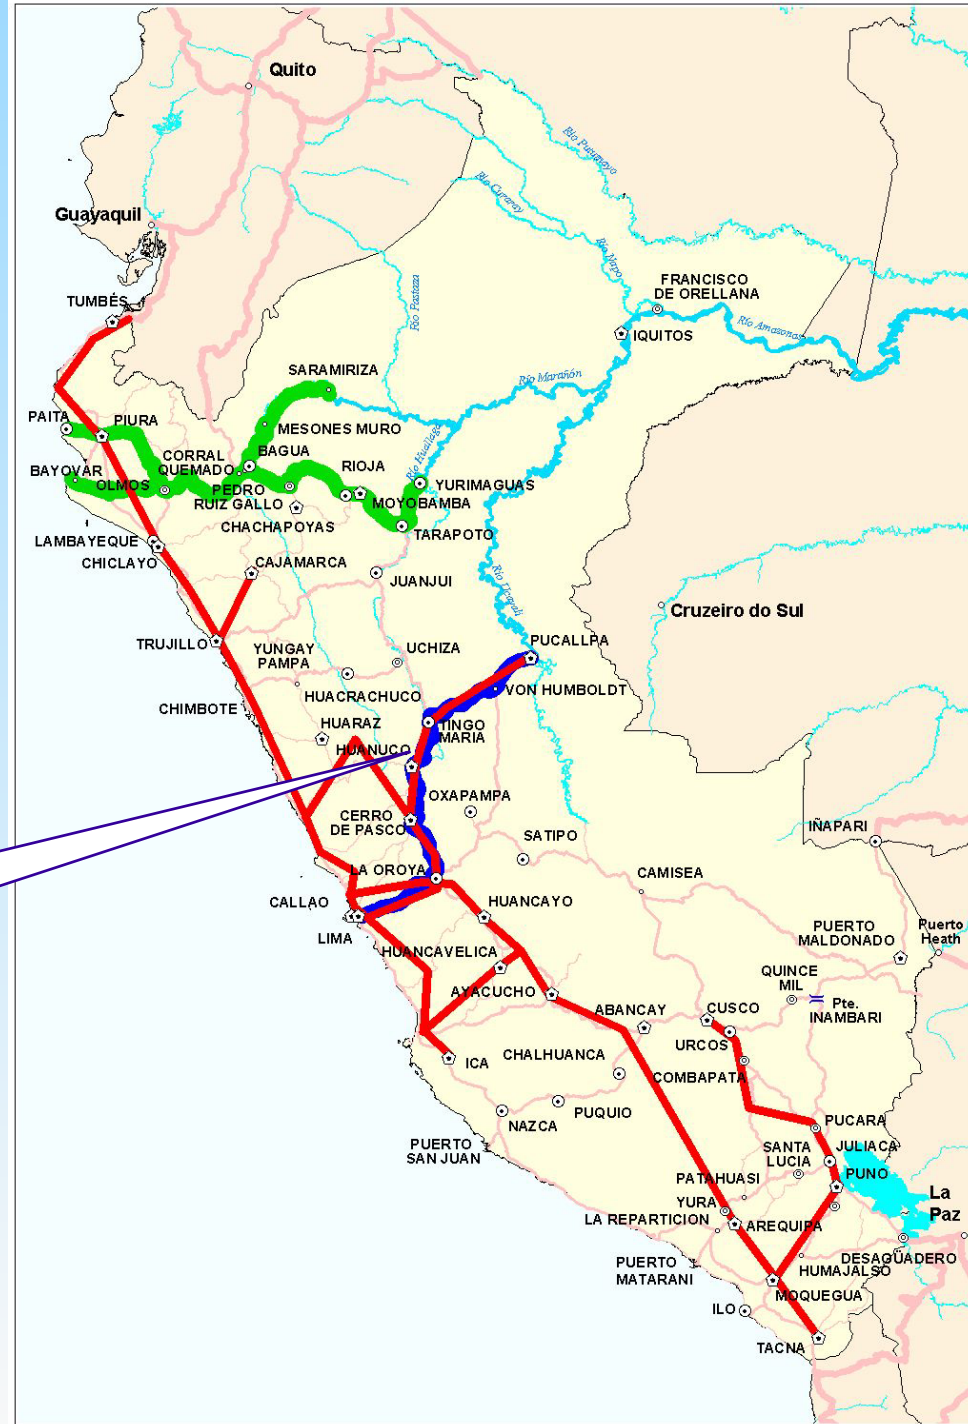 Quito
Río Putumayo
Río Curaray
Guayaquil
Río Napo
Río Pastaza
FRANCISCO
DE ORELLANA
TUMBES
IQUITOS
Río Amazonas
SARAMIRIZA
Río Marañón
PAITA
PIURA
MESONES MURO
Río Huallaga
CORRAL
QUEMADO
BAGUA
RIOJA
BAYOVAR
OLMOS
PEDRO
RUIZ GALLO
YURIMAGUAS
MOYOBAMBA
CHACHAPOYAS
TARAPOTO
LAMBAYEQUE
CHICLAYO
CAJAMARCA
JUANJUI
Río Ucayali
Cruzeiro do Sul
TRUJILLO
YUNGAY
PAMPA
UCHIZA
PUCALLPA
HUACRACHUCO
VON HUMBOLDT
CHIMBOTE
HUARAZ
TINGO
MARIA
HUANUCO
OXAPAMPA
CERRO
DE PASCO
SATIPO
IÑAPARI
LA OROYA
CAMISEA
CALLAO
HUANCAYO
LIMA
PUERTO
MALDONADO
Puerto
Heath
HUANCAVELICA
QUINCE
MIL
AYACUCHO
ABANCAY
CUSCO
Pte.
INAMBARI
URCOS
ICA
CHALHUANCA
COMBAPATA
PUQUIO
NAZCA
PUCARA
PUERTO
SAN JUAN
SANTA
LUCIA
JULIACA
PATAHUASI
PUNO
La
Paz
YURA
LA REPARTICION
AREQUIPA
DESAGUADERO
PUERTO
MATARANI
HUMAJALSO
MOQUEGUA
ILO
TACNA